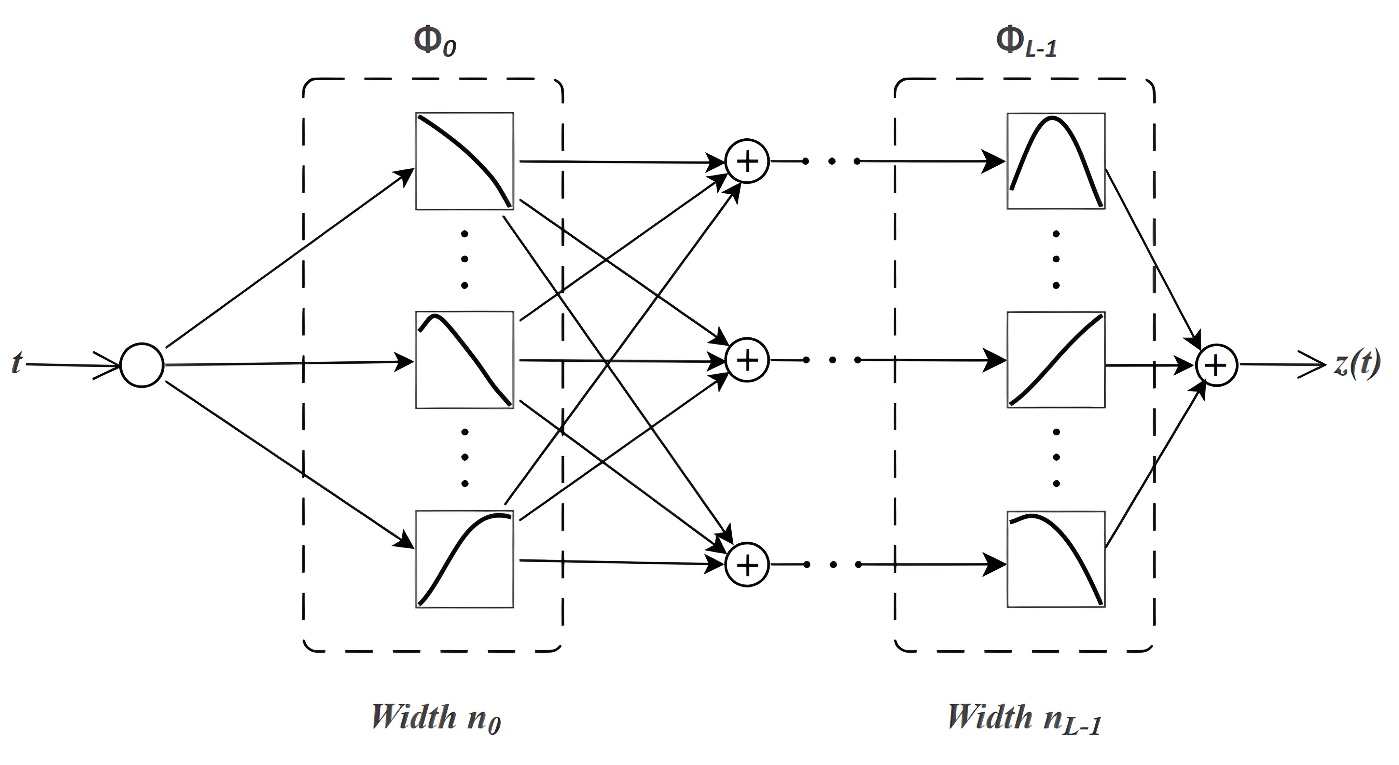 Φ0
ΦL-1
t
+
+
+
+
z(t)
Width n0
Width nL-1